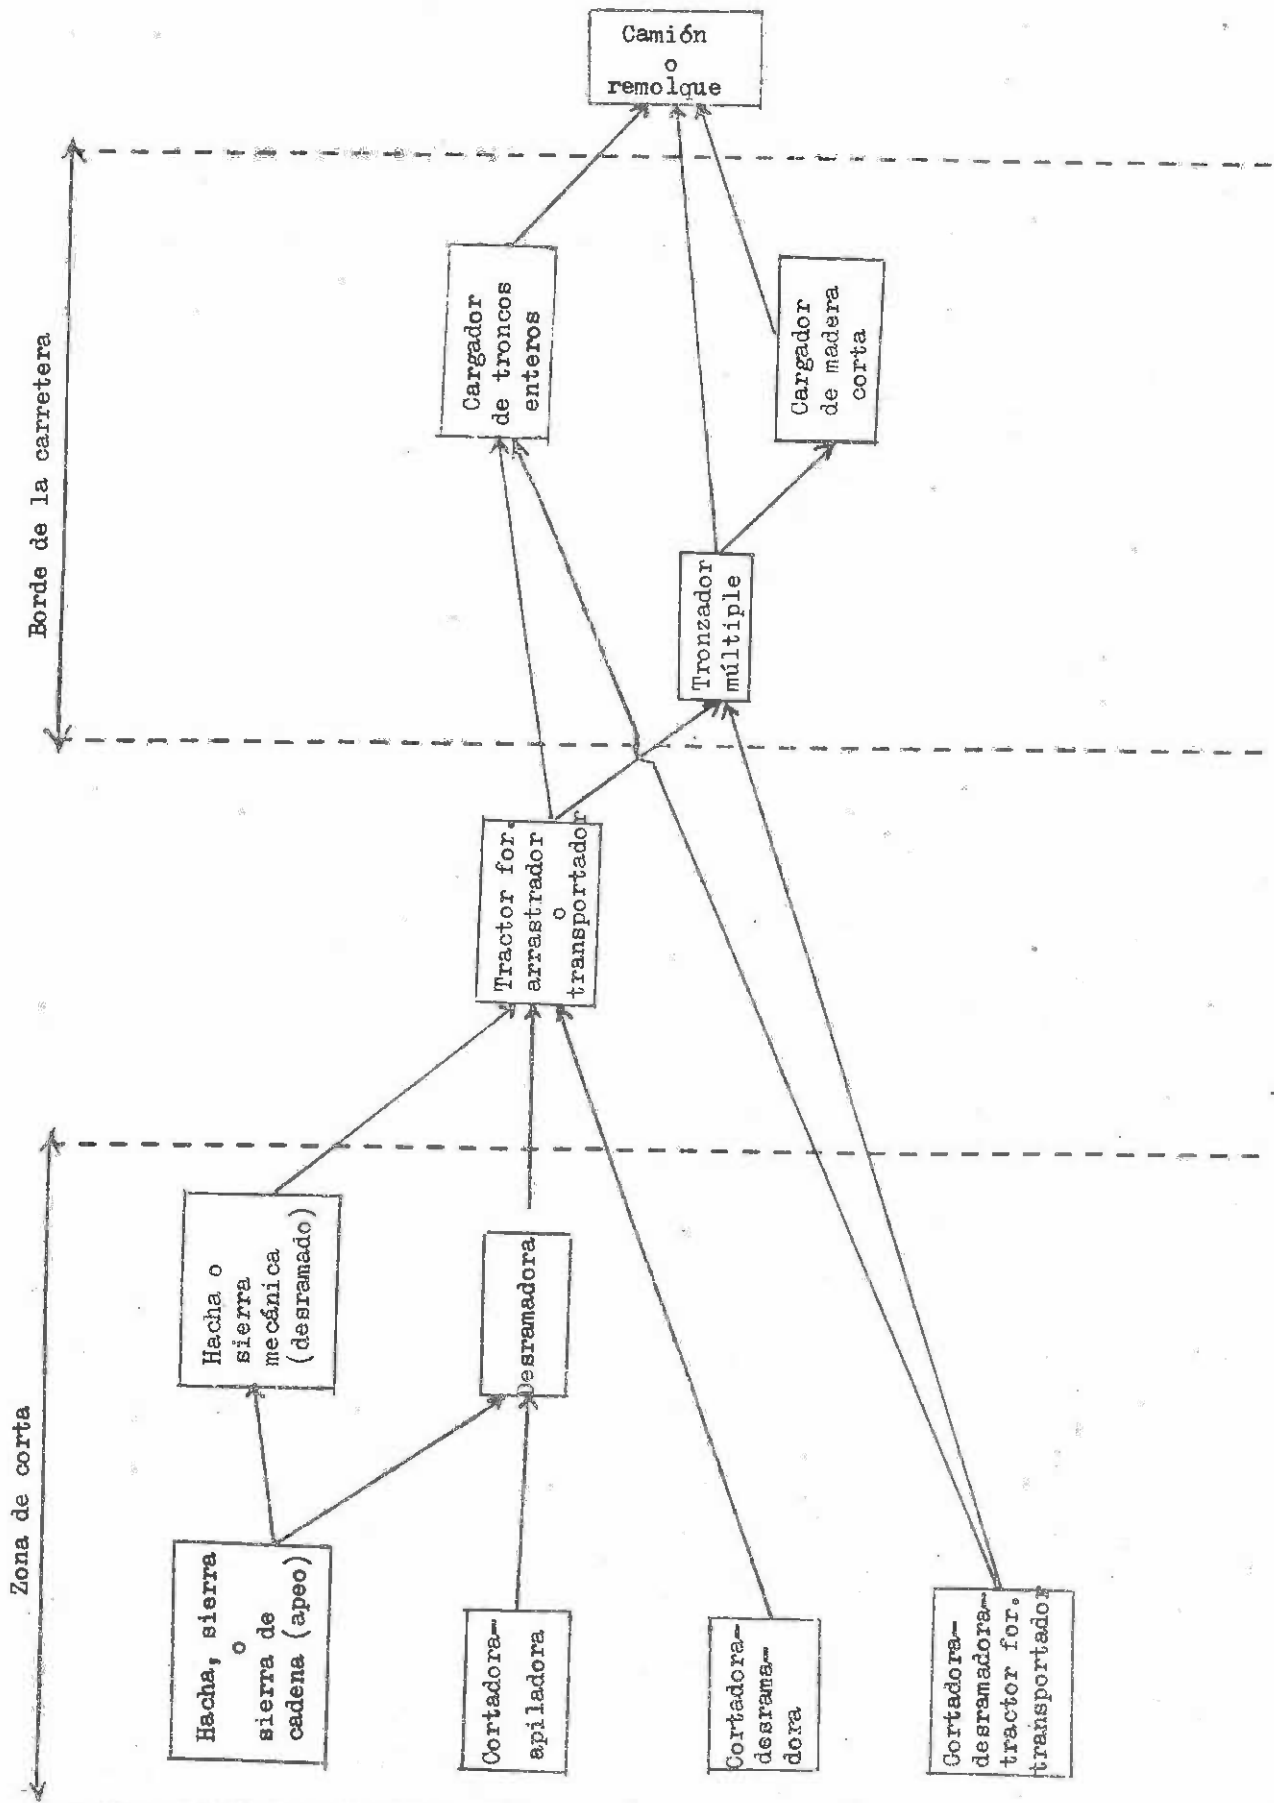 Zona de corta
Borde de la carretera
Hacha, sierra
o
sierra de
cadena (apeo)
Hacha o
sierra
mecánica
(desramado)
Cortadora-
apiladora
Desramadora
Cortadora-
desrama-
dora
Cortadora-
desramadora-
tractor for.
transportador
Tractor for.
arrastrador
o
transportador
Tronzador
múltiple
Cargador
de troncos
enteros
Cargador
de madera
corta
Camión
o
remolque